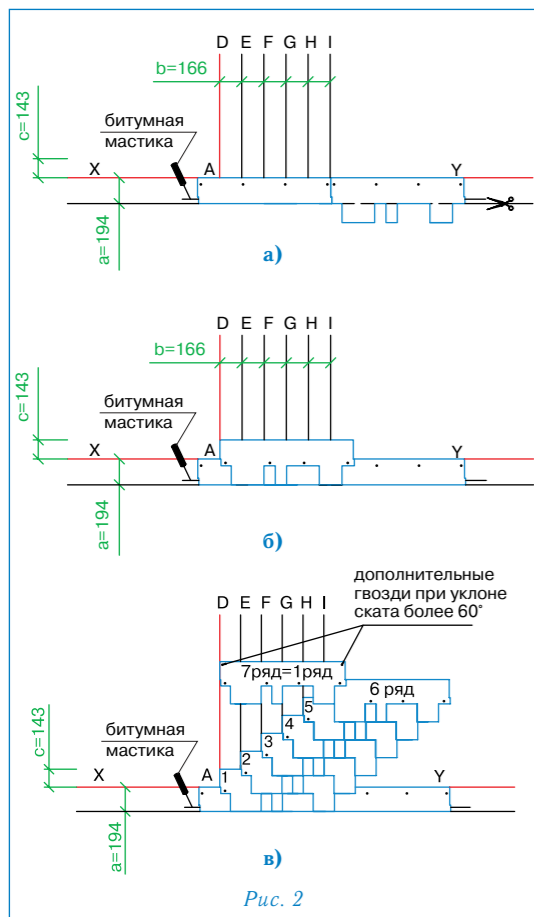 D E F G H I
b=166
c=143
битумная
мастика
X A Y
a=194
а)
D E F G H I
b=166
c=143
битумная
мастика
X A Y
a=194
б)
дополнительные
гвозди при уклоне
ската более 60°
D E F G H I
7ряд=1ряд
6 ряд
5
4
3
2
1
c=143
битумная
мастика
X A Y
a=194
в)
Рис. 2